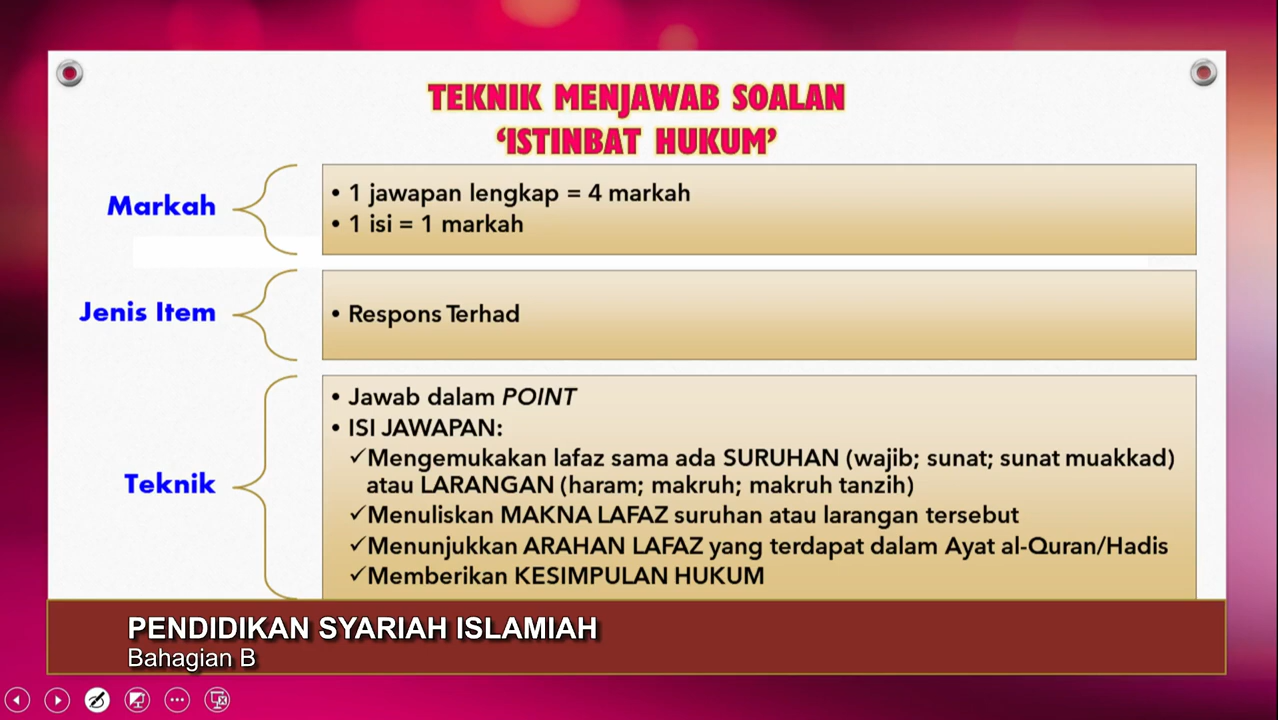 TEKNIK MENJAWAB SOALAN
‘ISTINBAT HUKUM’
Markah
• 1 jawapan lengkap = 4 markah
• 1 isi = 1 markah
Jenis Item
• Respons Terhad
Teknik
• Jawab dalam POINT
• ISI JAWAPAN:
✓Mengemukakan lafaz sama ada SURUHAN (wajib; sunat; sunat muakkad)
atau LARANGAN (haram; makruh; makruh tanzih)
✓Menuliskan MAKNA LAFAZ suruhan atau larangan tersebut
✓Menunjukkan ARAHAN LAFAZ yang terdapat dalam Ayat al-Quran/Hadis
✓Memberikan KESIMPULAN HUKUM
PENDIDIKAN SYARIAH ISLAMIAH
Bahagian B